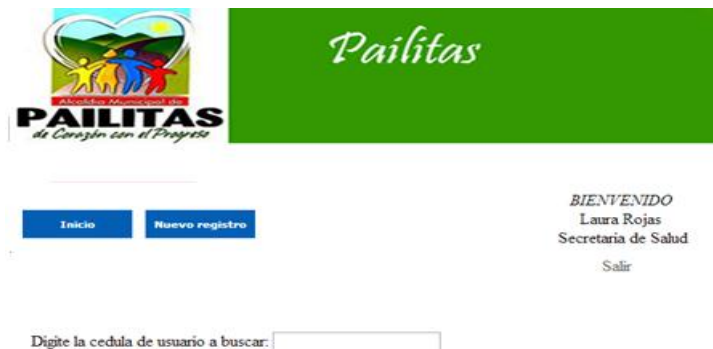 Pailitas
Alcaldia Municipal de
PAILITAS
de Corazón con el Progreso
BIENVENIDO
Inicio
Nuevo registro
Laura Rojas
Secretaria de Salud
Salir
Digite la cedula de usuario a buscar: